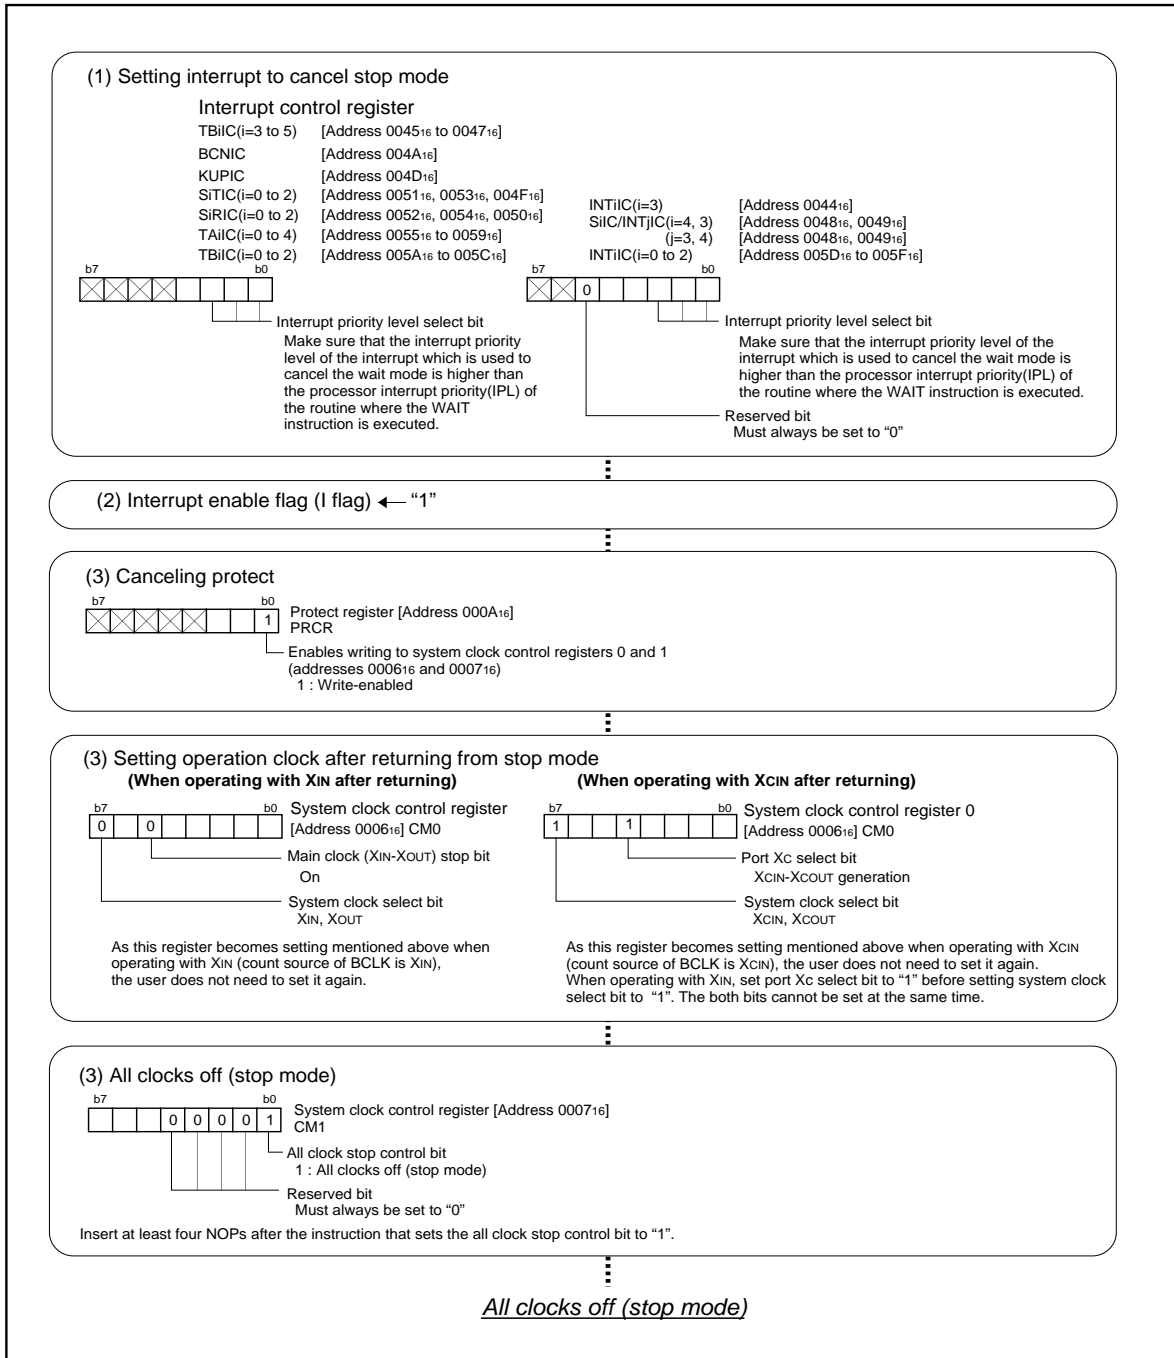 (1) Setting interrupt to cancel stop mode
Interrupt control register
TBiIC(i=3 to 5) [Address 004516 to 004716]
BCNIC [Address 004A16]
KUPIC [Address 004D16]
SiTIC(i=0 to 2) [Address 005116, 005316, 004F16]
SiRIC(i=0 to 2) [Address 005216, 005416, 005016]
TAiIC(i=0 to 4) [Address 005516 to 005916]
TBiIC(i=0 to 2) [Address 005A16 to 005C16]
b7 b0
Interrupt priority level select bit
Make sure that the interrupt priority
level of the interrupt which is used to
cancel the wait mode is higher than
the processor interrupt priority(IPL) of
the routine where the WAIT
instruction is executed.
INTiIC(i=3) [Address 004416]
SiIC/INTjIC(i=4, 3) [Address 004816, 004916]
(j=3, 4) [Address 004816, 004916]
INTiIC(i=0 to 2) [Address 005D16 to 005F16]
b7 b0
0
Interrupt priority level select bit
Make sure that the interrupt priority level of the
interrupt which is used to cancel the wait mode is
higher than the processor interrupt priority(IPL) of
the routine where the WAIT instruction is executed.
Reserved bit
Must always be set to “0”
(2) Interrupt enable flag (I flag) ← “1”
(3) Canceling protect
b7 b0
1
Protect register [Address 000A16]
PRCR
Enables writing to system clock control registers 0 and 1
(addresses 000616 and 000716)
1 : Write-enabled
(3) Setting operation clock after returning from stop mode
(When operating with XIN after returning)
b7 b0
0 0
System clock control register
[Address 000616] CM0
Main clock (XIN-XOUT) stop bit
On
System clock select bit
XIN, XOUT
As this register becomes setting mentioned above when
operating with XIN (count source of BCLK is XIN),
the user does not need to set it again.
(When operating with XCIN after returning)
b7 b0
1 1
System clock control register 0
[Address 000616] CM0
Port XC select bit
XCIN-XCOUT generation
System clock select bit
XCIN, XCOUT
As this register becomes setting mentioned above when operating with XCIN
(count source of BCLK is XCIN), the user does not need to set it again.
When operating with XIN, set port Xc select bit to “1” before setting system clock
select bit to “1”. The both bits cannot be set at the same time.
(3) All clocks off (stop mode)
b7 b0
0 0 0 0 1
System clock control register [Address 000716]
CM1
All clock stop control bit
1 : All clocks off (stop mode)
Reserved bit
Must always be set to “0”
Insert at least four NOPs after the instruction that sets the all clock stop control bit to “1”.
All clocks off (stop mode)